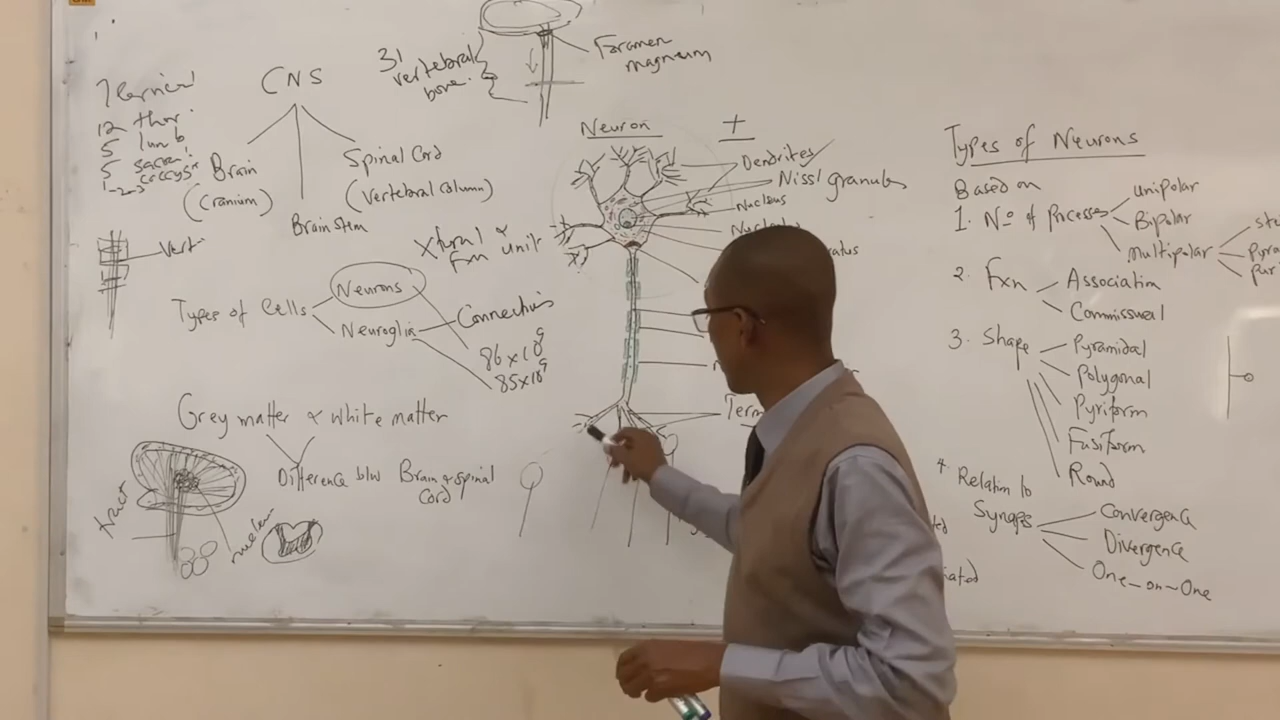 CNS
Brain
(Cranium)
Brain stem
Spinal Cord
(Vertebral Column)
7 Cervical
12 thor.
5 lumb
5 sacral
1-2-3 coccyx
31
vertebral
bone.
Foramen
magnum
Vert
Types of Cells
Neurons
Neuroglia
Connections
86 x 10⁹
85 x 10⁹
Grey matter & White matter
Difference b/w Brain & Spinal
Cord
tract
Neuron
+
Dendrites
Nissl granules
Nucleus
Term
Types of Neurons
Based on
1. No of Processes
Unipolar
Bipolar
Multipolar
2. Fxn
Association
Commissural
3. Shape
Pyramidal
Polygonal
Pyriform
Fusiform
Round
4. Relation to
Synapse
Convergence
Divergence
One-on-One